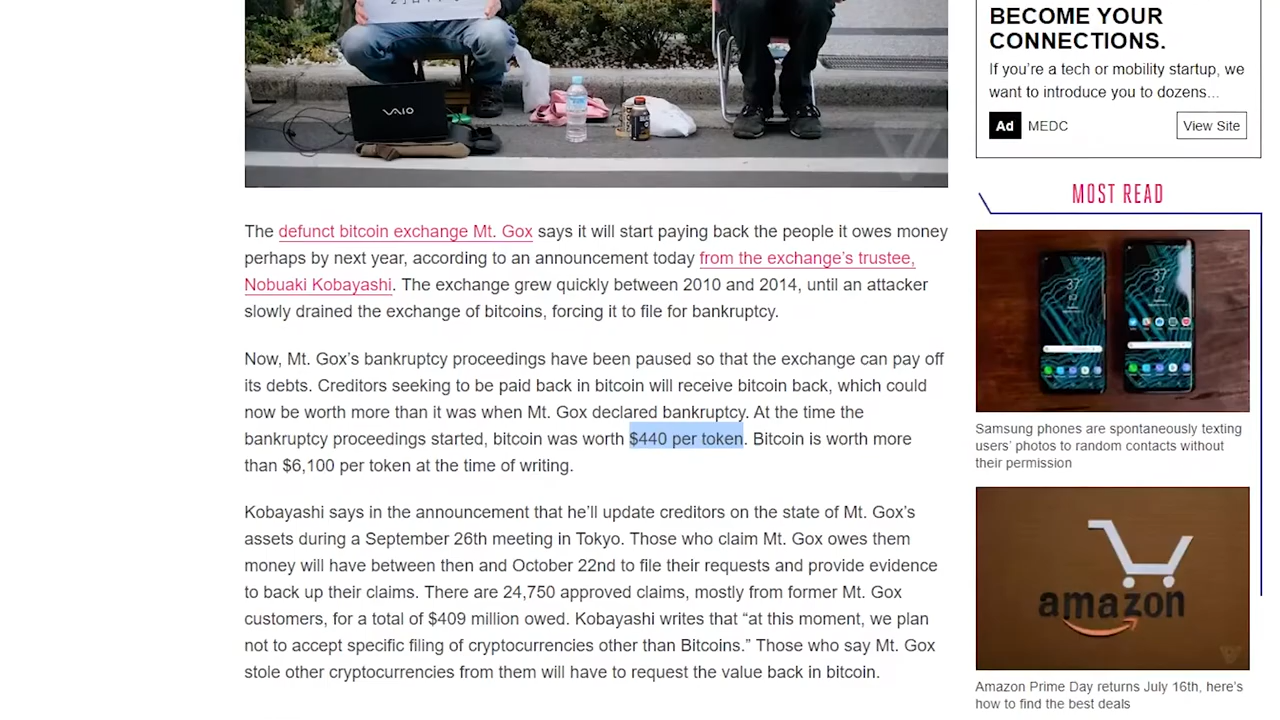 VAIO
The defunct bitcoin exchange Mt. Gox says it will start paying back the people it owes money
perhaps by next year, according to an announcement today from the exchange's trustee,
Nobuaki Kobayashi. The exchange grew quickly between 2010 and 2014, until an attacker
slowly drained the exchange of bitcoins, forcing it to file for bankruptcy.
Now, Mt. Gox's bankruptcy proceedings have been paused so that the exchange can pay off
its debts. Creditors seeking to be paid back in bitcoin will receive bitcoin back, which could
now be worth more than it was when Mt. Gox declared bankruptcy. At the time the
bankruptcy proceedings started, bitcoin was worth $440 per token. Bitcoin is worth more
than $6,100 per token at the time of writing.
Kobayashi says in the announcement that he'll update creditors on the state of Mt. Gox's
assets during a September 26th meeting in Tokyo. Those who claim Mt. Gox owes them
money will have between then and October 22nd to file their requests and provide evidence
to back up their claims. There are 24,750 approved claims, mostly from former Mt. Gox
customers, for a total of $409 million owed. Kobayashi writes that “at this moment, we plan
not to accept specific filing of cryptocurrencies other than Bitcoins.” Those who say Mt. Gox
stole other cryptocurrencies from them will have to request the value back in bitcoin.
BECOME YOUR
CONNECTIONS.
If you're a tech or mobility startup, we
want to introduce you to dozens...
Ad MEDC View Site
MOST READ
37
37
Samsung phones are spontaneously texting
users' photos to random contacts without
their permission
amazon
Amazon Prime Day returns July 16th, here's
how to find the best deals